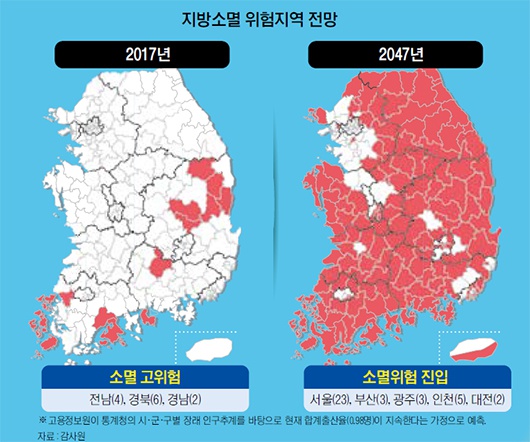 지방소멸 위험지역 전망
2017년
2047년
소멸 고위험
전남(4), 경북(6), 경남(2)
소멸위험 진입
서울(23), 부산(3), 광주(3), 인천(5), 대전(2)
※고용정보원이 통계청의 시·군·구별 장래 인구추계를 바탕으로 현재 합계출산율(0.98명)이 지속한다는 가정으로 예측.
자료 : 감사원